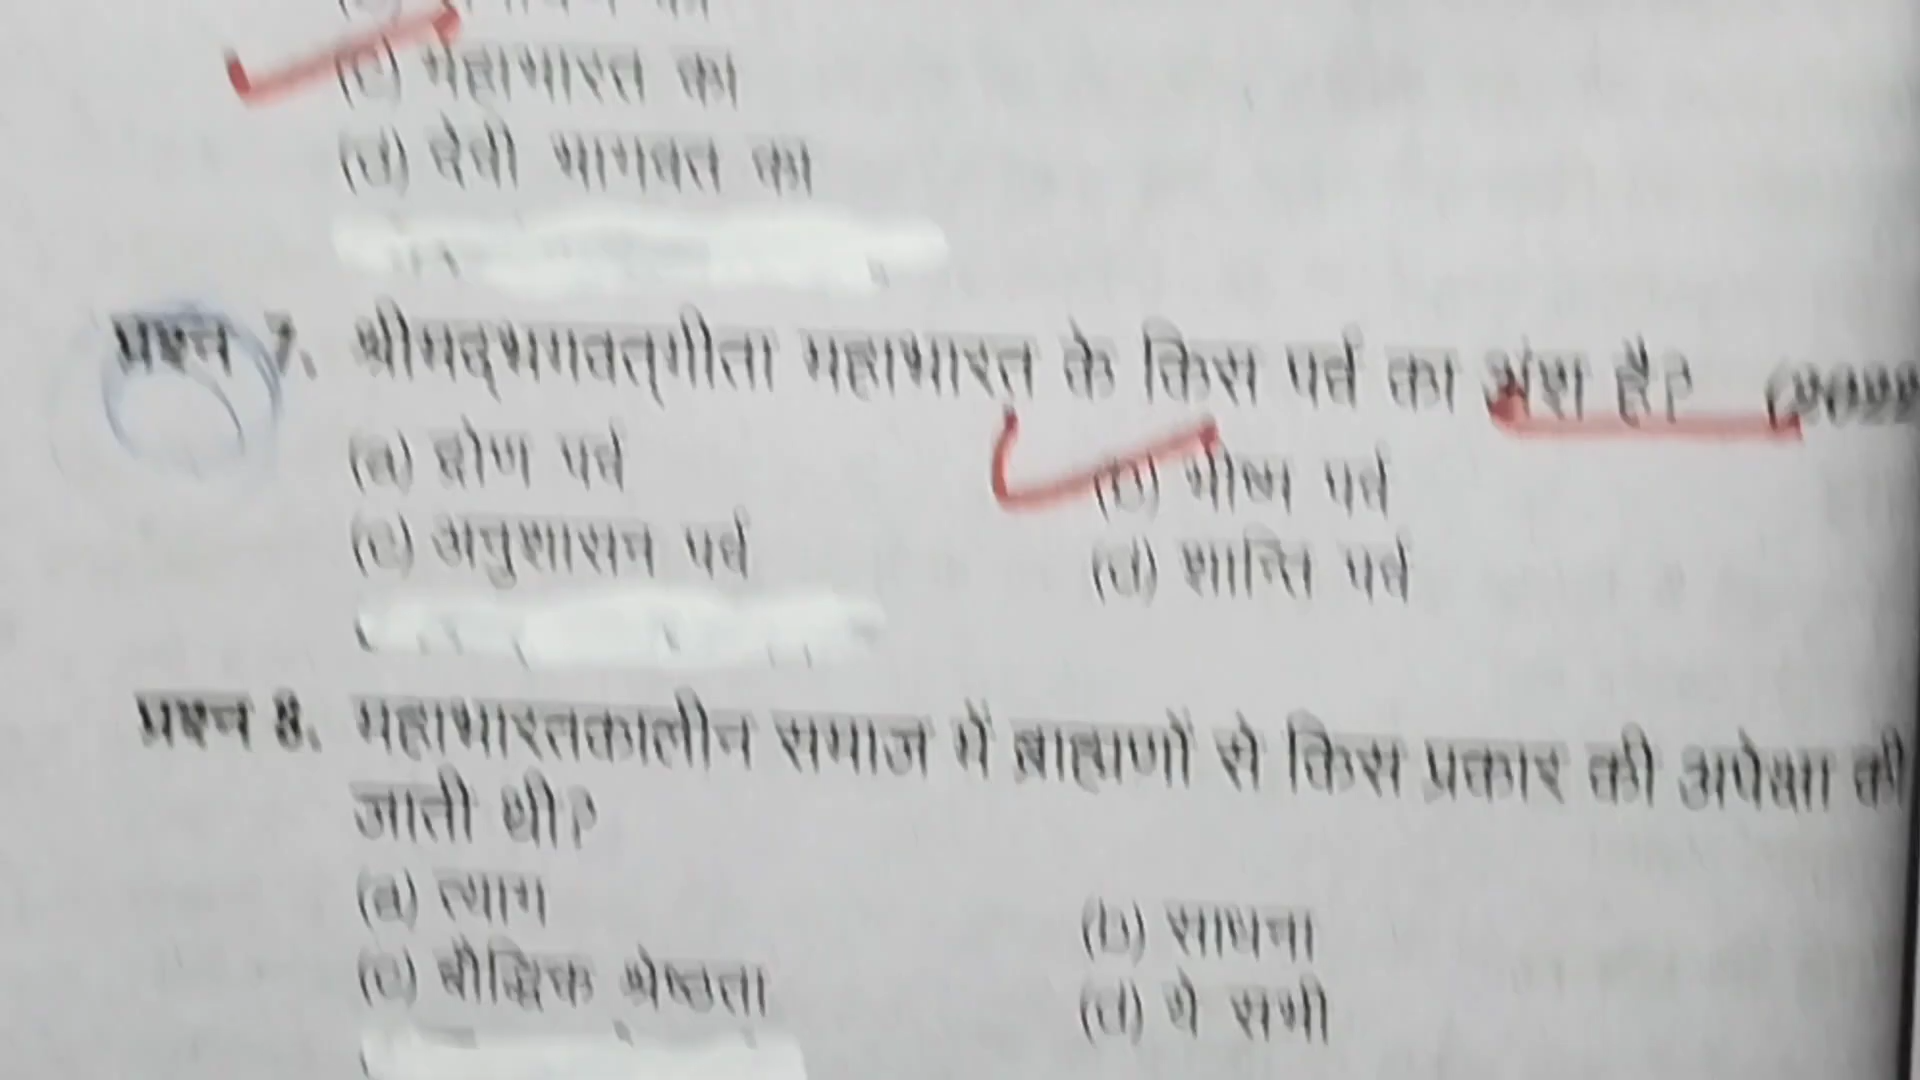 (c) महाभारत का
(d) देवी भागवत का
प्रश्न 7. श्रीमद्भगवत्गीता महाभारत के किस पर्व का अंश है? (2022
(a) द्रोण पर्व (b) भीष्म पर्व
(c) अनुशासन पर्व (d) शान्ति पर्व
प्रश्न 8. महाभारतकालीन समाज में ब्राह्मणों से किस प्रकार की अपेक्षा की
जाती थी?
(a) त्याग (b) साधना
(c) बौद्धिक श्रेष्ठता (d) ये सभी